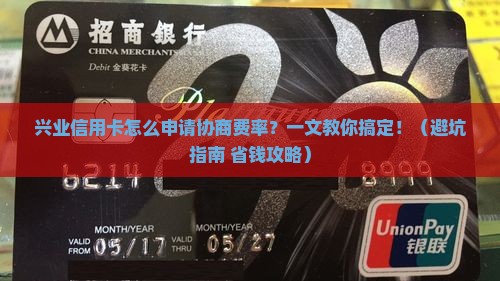 招商银行
CHINA MERCHANTS
Debit 金葵花卡
兴业信用卡怎么申请协商费率？一文教你搞定！（避坑
指南 省钱攻略）
6214
8999
MONTH/YEAR MONTH/YEAR
VALID FROM 05/17 VALID THRU 05/27
UnionPay
银联